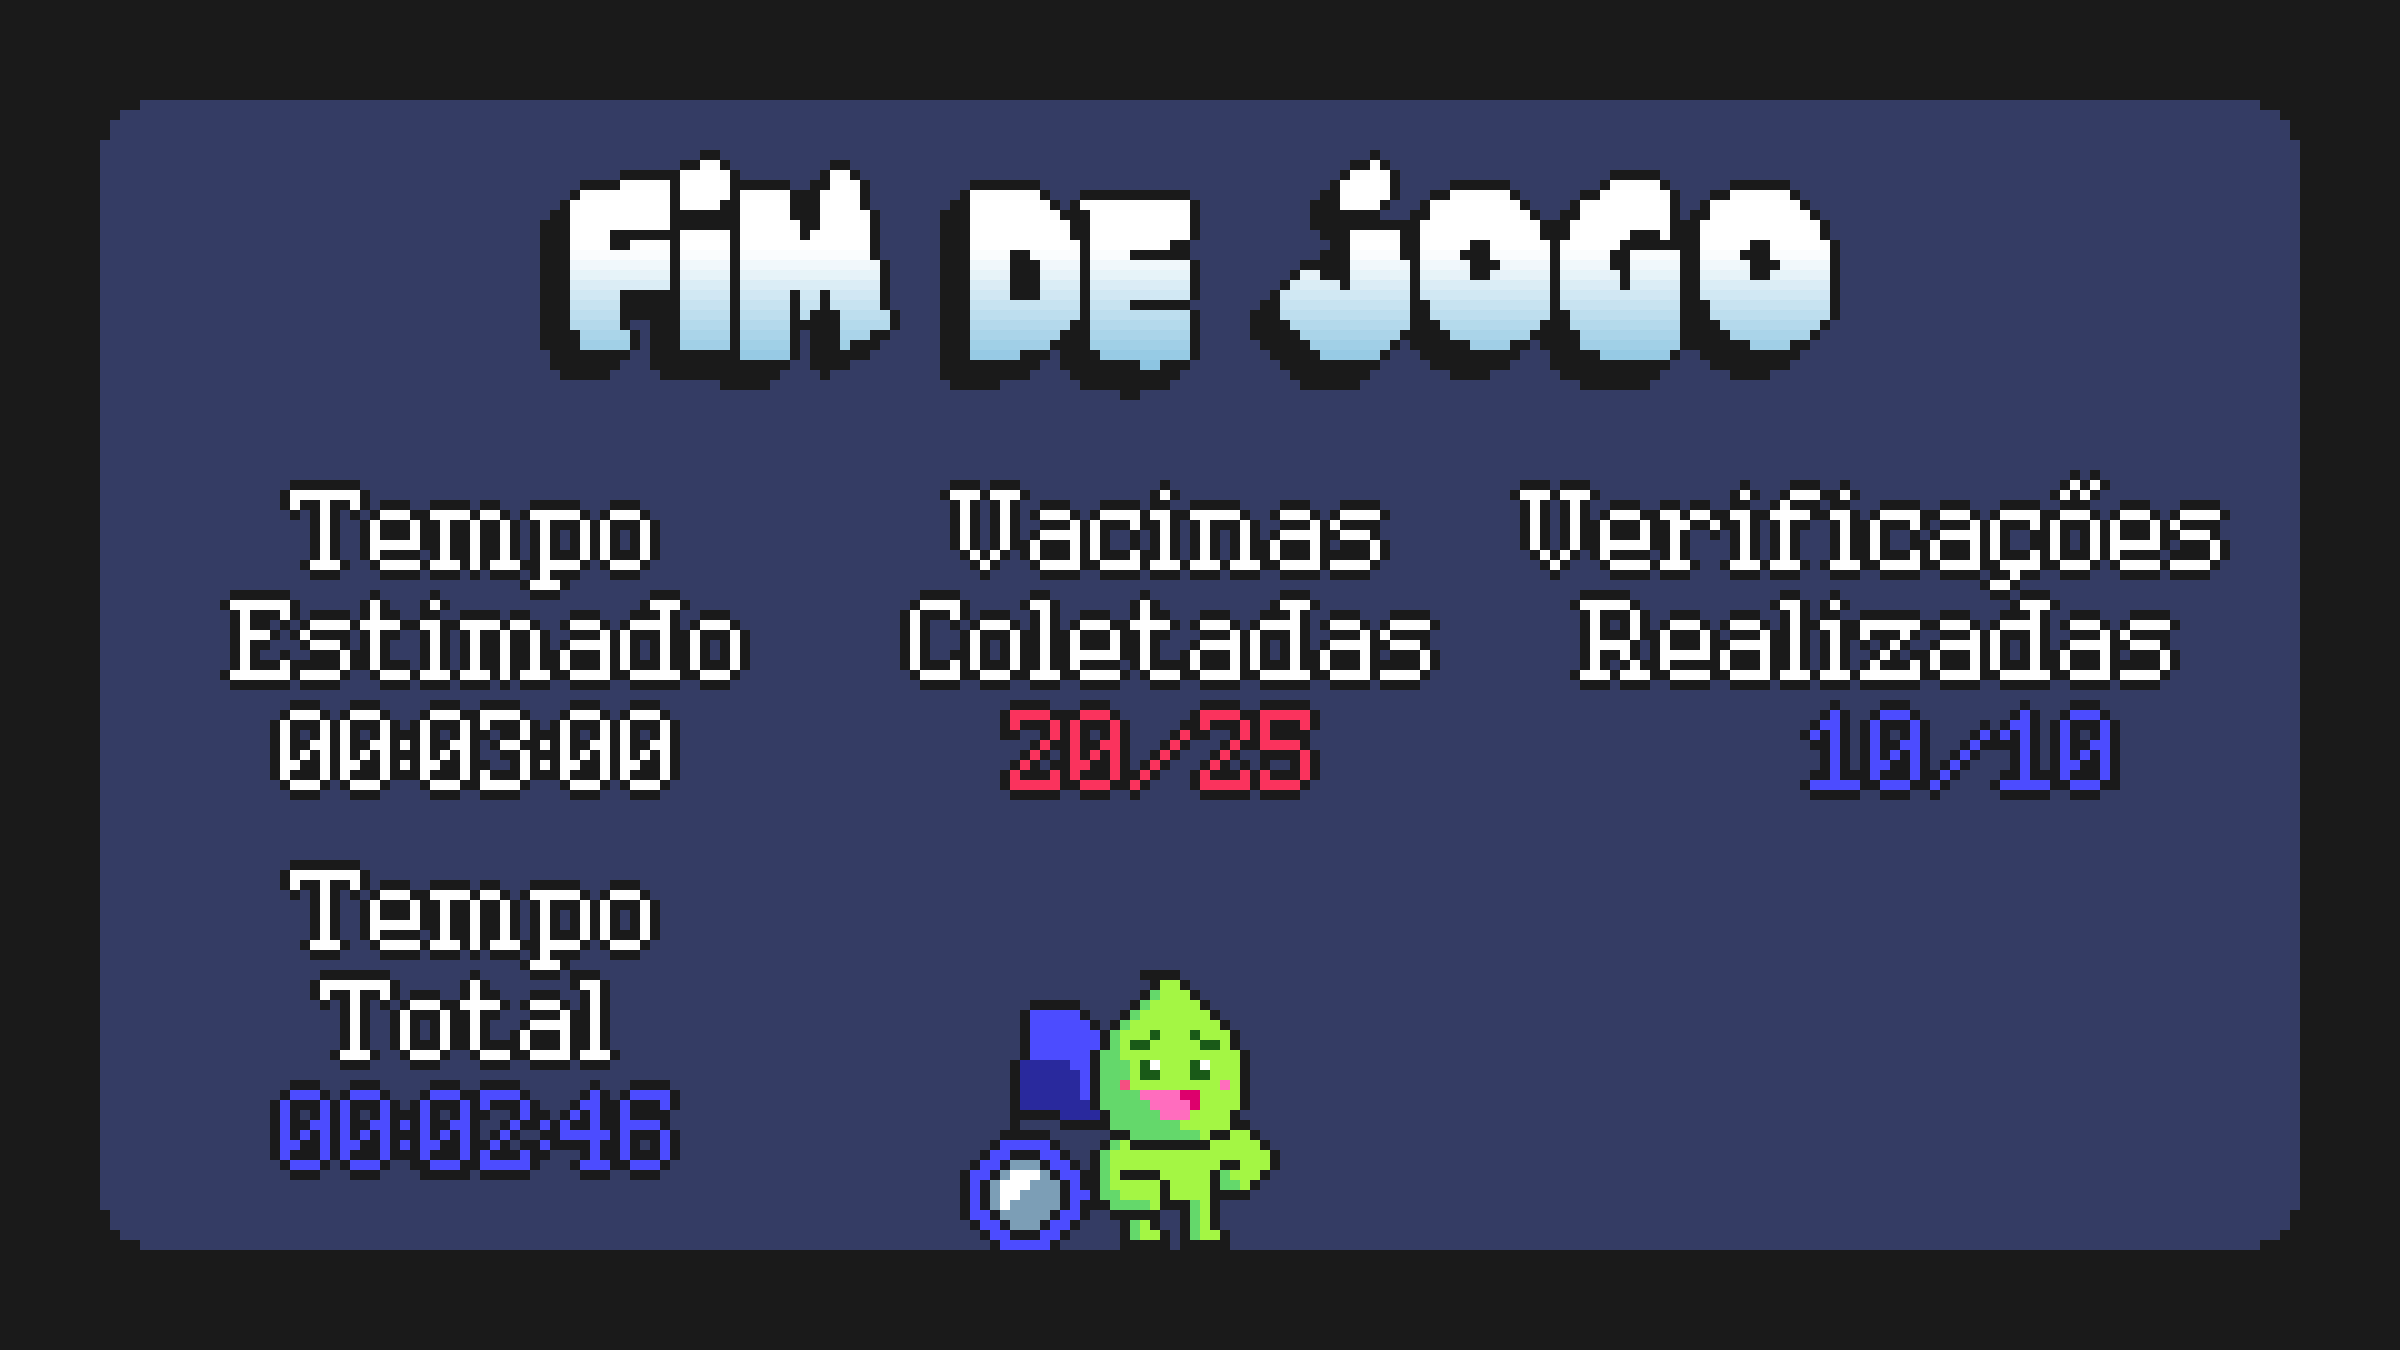 FiM DE jOGO
Tempo
Estimado
00:03:00
Vacinas
Coletadas
20/25
Verificações
Realizadas
10/10
Tempo
Total
00:02:46